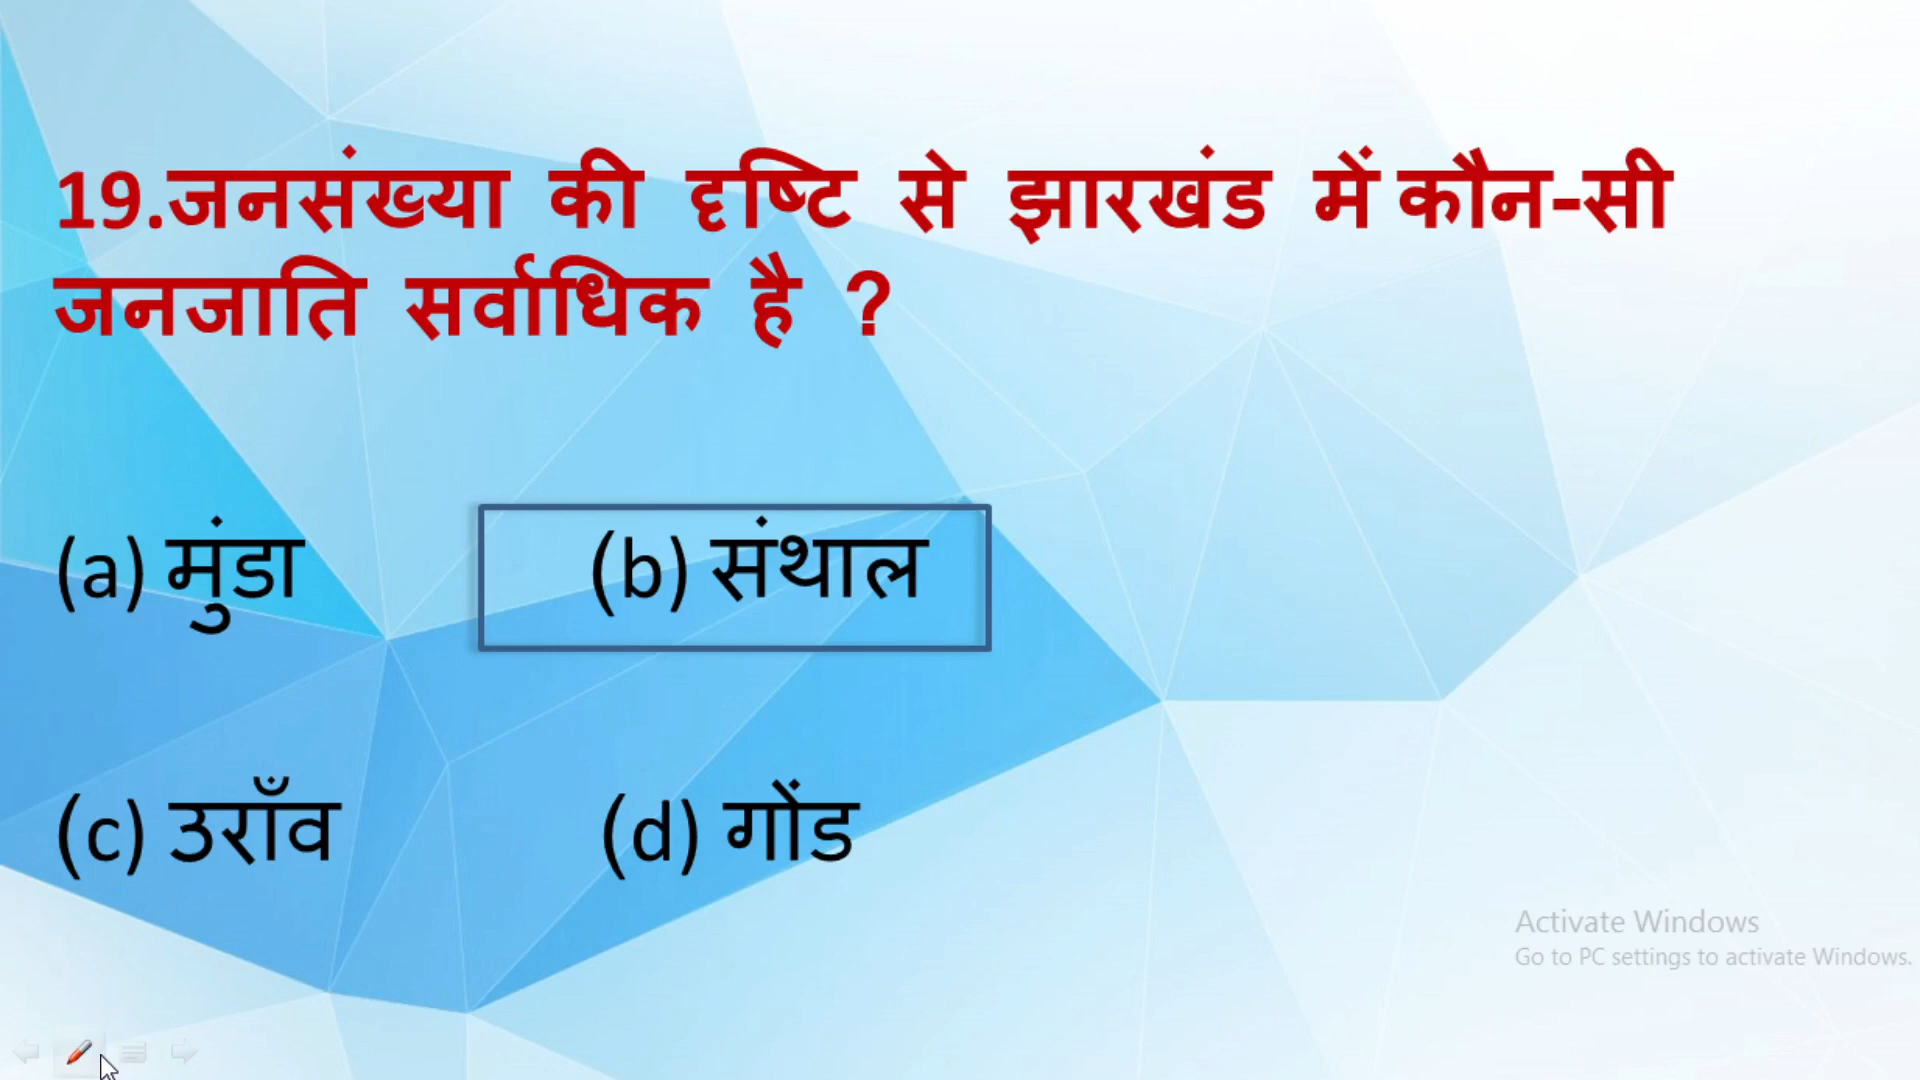 19.जनसंख्या की दृष्टि से झारखंड में कौन-सी
जनजाति सर्वाधिक है ?
(a) मुंडा (b) संथाल
(c) उराँव (d) गोंड
Activate Windows
Go to PC settings to activate Windows.